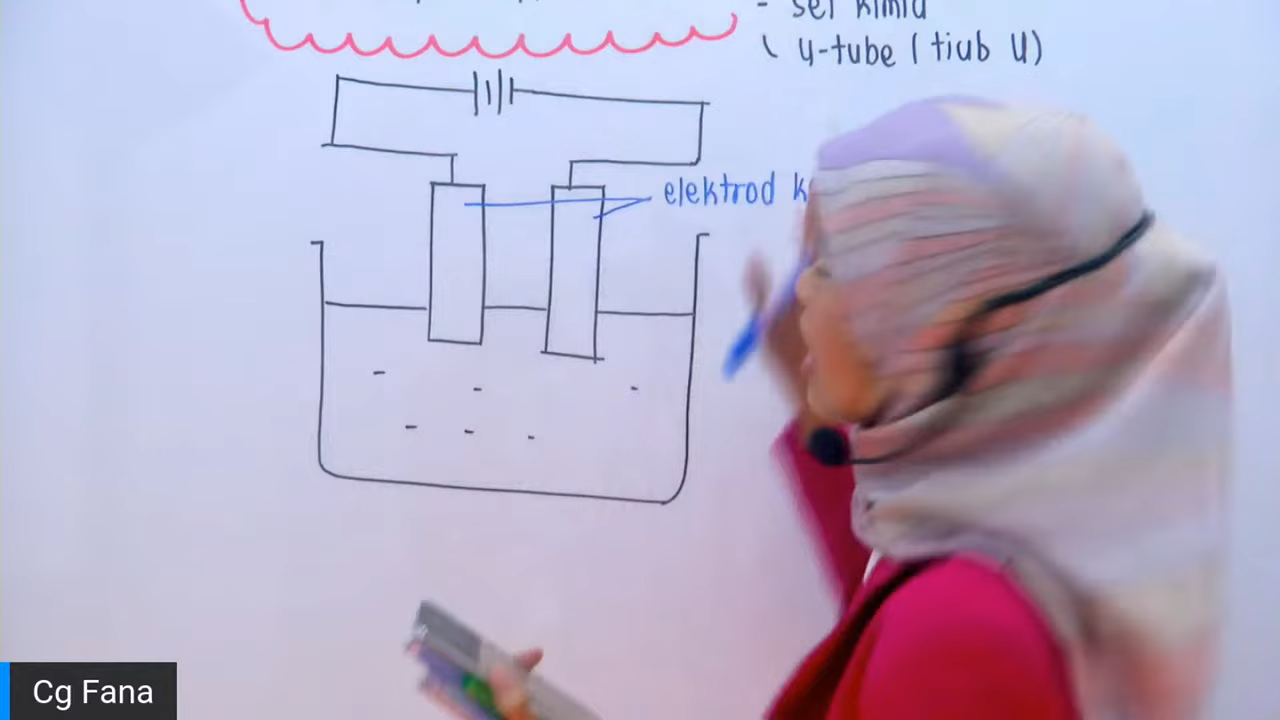 - sel kimia
u-tube (tiub U)
elektrod k
Cg Fana